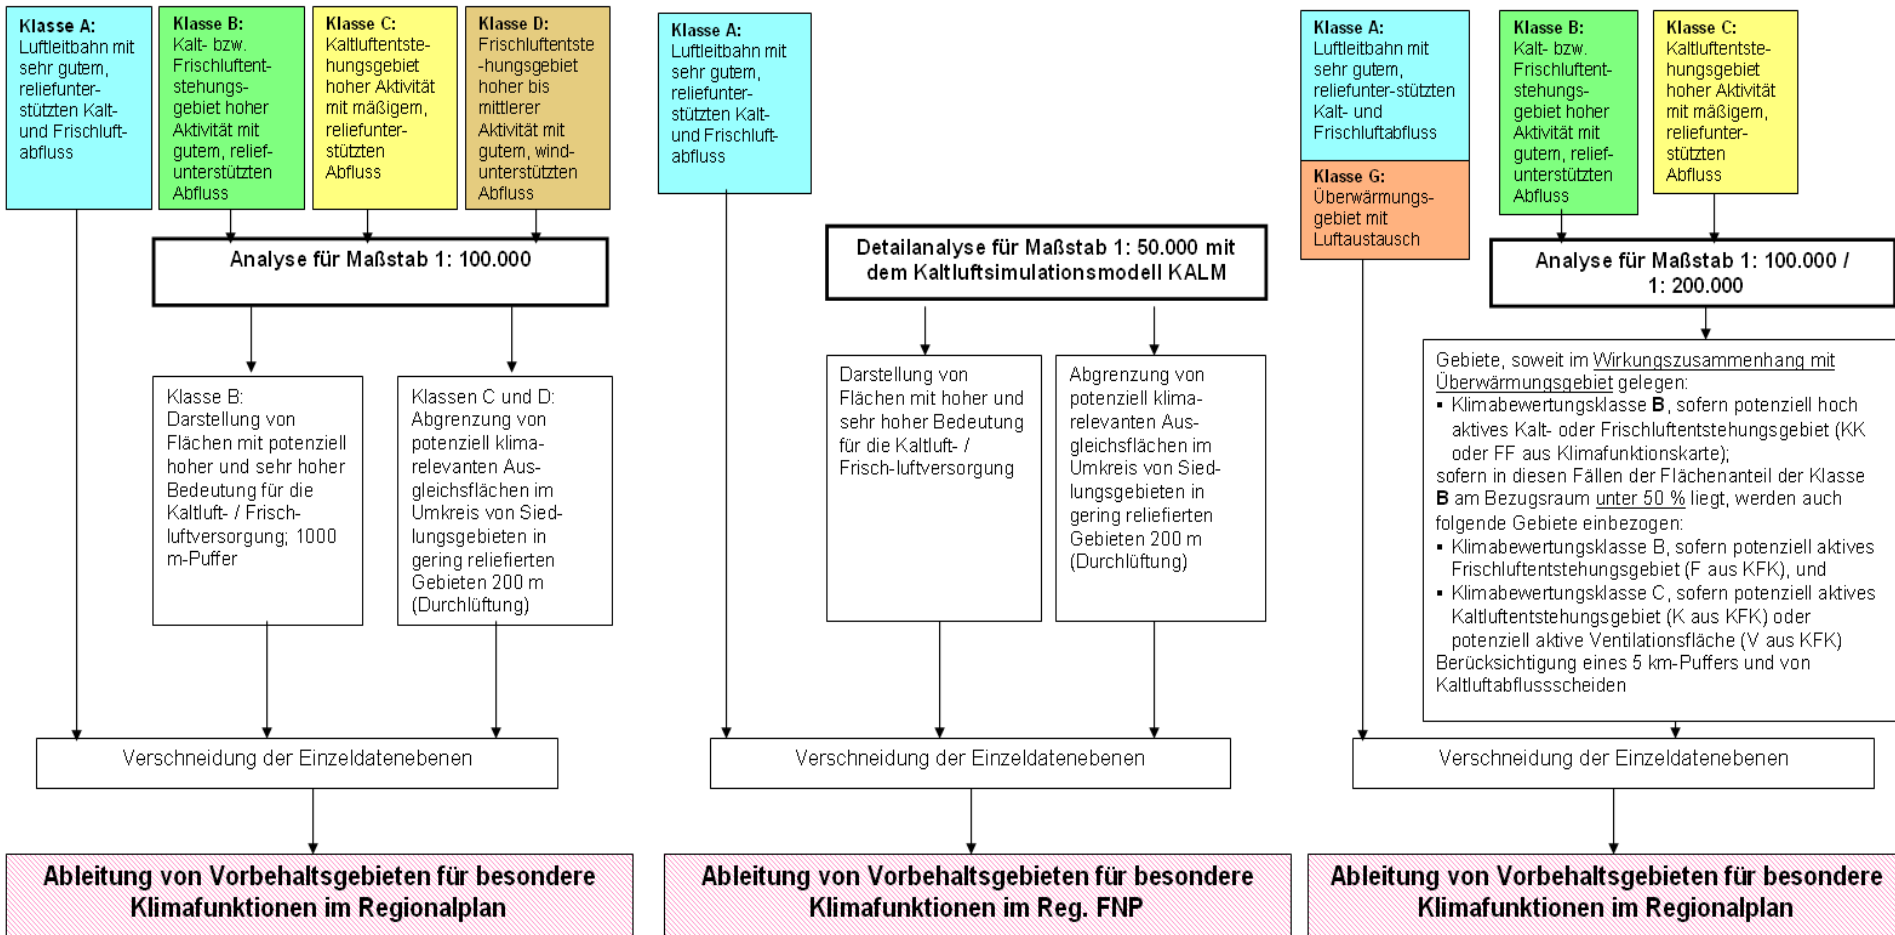 Klasse A:
Luftleitbahn mit
sehr gutem,
reliefunter-
stützten Kalt-
und Frischluft-
abfluss
Klasse B:
Kalt- bzw.
Frischluftent-
stehungs-
gebiet hoher
Aktivität mit
gutem, relief-
unterstützten
Abfluss
Klasse C:
Kaltluftentste-
hungsgebiet
hoher Aktivität
mit mäßigem,
reliefunter-
stützten
Abfluss
Klasse D:
Frischluftentste
-hungsgebiet
hoher bis
mittlerer
Aktivität mit
gutem, wind-
unterstützten
Abfluss
Analyse für Maßstab 1: 100.000
Klasse B:
Darstellung von
Flächen mit potenziell
hoher und sehr hoher
Bedeutung für die
Kaltluft- / Frisch-
luftversorgung; 1000
m-Puffer
Klassen C und D:
Abgrenzung von
potenziell klima-
relevanten Aus-
gleichsflächen im
Umkreis von Sied-
lungsgebieten in
gering reliefierten
Gebieten 200 m
(Durchlüftung)
Verschneidung der Einzeldatenebenen
Ableitung von Vorbehaltsgebieten für besondere
Klimafunktionen im Regionalplan
Klasse A:
Luftleitbahn mit
sehr gutem,
reliefunter-
stützten Kalt-
und Frischluft-
abfluss
Detailanalyse für Maßstab 1: 50.000 mit
dem Kaltluftsimulationsmodell KALM
Darstellung von
Flächen mit hoher und
sehr hoher Bedeutung
für die Kaltluft- /
Frisch-luftversorgung
Abgrenzung von
potenziell klima-
relevanten Aus-
gleichsflächen im
Umkreis von Sied-
lungsgebieten in
gering reliefierten
Gebieten 200 m
(Durchlüftung)
Verschneidung der Einzeldatenebenen
Ableitung von Vorbehaltsgebieten für besondere
Klimafunktionen im Reg. FNP
Klasse A:
Luftleitbahn mit
sehr gutem,
reliefunter-stützten
Kalt- und
Frischluftabfluss
Klasse G:
Überwärmungs-
gebiet mit
Luftaustausch
Klasse B:
Kalt- bzw.
Frischluftent-
stehungs-
gebiet hoher
Aktivität mit
gutem, relief-
unterstützten
Abfluss
Klasse C:
Kaltluftentste-
hungsgebiet
hoher Aktivität
mit mäßigem,
reliefunter-
stützten
Abfluss
Analyse für Maßstab 1: 100.000 /
1: 200.000
Gebiete, soweit im Wirkungszusammenhang mit
Überwärmungsgebiet gelegen:
▪ Klimabewertungsklasse B, sofern potenziell hoch
aktives Kalt- oder Frischluftentstehungsgebiet (KK
oder FF aus Klimafunktionskarte);
sofern in diesen Fällen der Flächenanteil der Klasse
B am Bezugsraum unter 50 % liegt, werden auch
folgende Gebiete einbezogen:
▪ Klimabewertungsklasse B, sofern potenziell aktives
Frischluftentstehungsgebiet (F aus KFK), und
▪ Klimabewertungsklasse C, sofern potenziell aktives
Kaltluftentstehungsgebiet (K aus KFK) oder
potenziell aktive Ventilationsfläche (V aus KFK)
Berücksichtigung eines 5 km-Puffers und von
Kaltluftabflussscheiden
Verschneidung der Einzeldatenebenen
Ableitung von Vorbehaltsgebieten für besondere
Klimafunktionen im Regionalplan